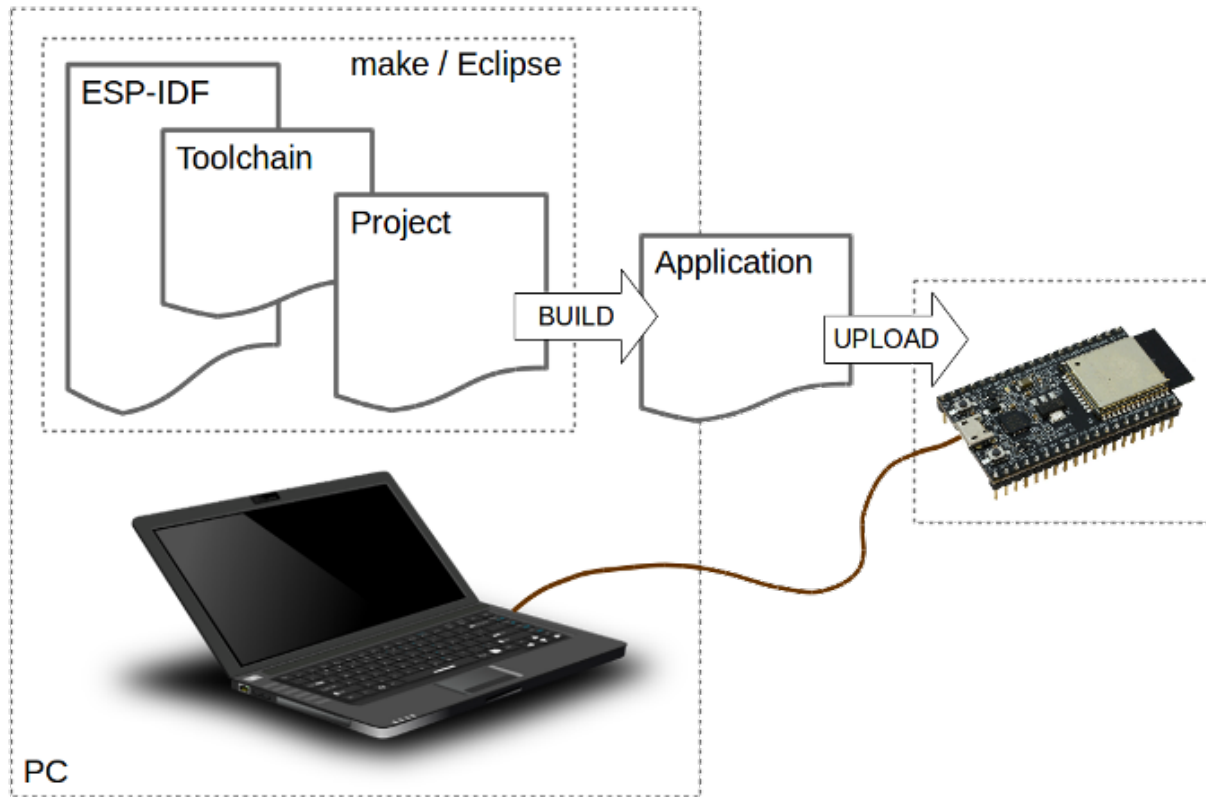 make / Eclipse
ESP-IDF
Toolchain
Project
Application
BUILD
UPLOAD
PC